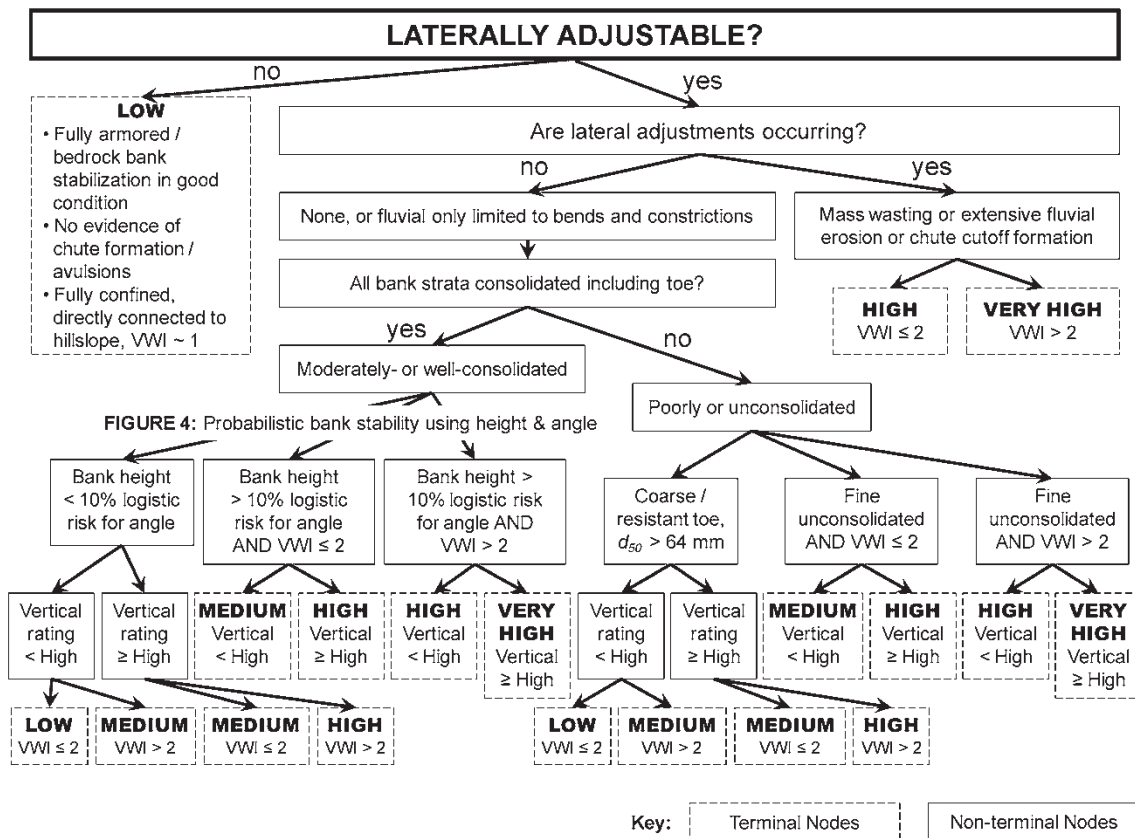 LATERALLY ADJUSTABLE?
no
yes
LOW
• Fully armored /
bedrock bank
stabilization in good
condition
• No evidence of
chute formation /
avulsions
• Fully confined,
directly connected to
hillslope, VWI ~ 1
Are lateral adjustments occurring?
no
yes
None, or fluvial only limited to bends and constrictions
Mass wasting or extensive fluvial
erosion or chute cutoff formation
All bank strata consolidated including toe?
HIGH
VWI ≤ 2
VERY HIGH
VWI > 2
yes
no
Moderately- or well-consolidated
Poorly or unconsolidated
FIGURE 4: Probabilistic bank stability using height & angle
Bank height
< 10% logistic
risk for angle
Bank height
> 10% logistic
risk for angle
AND VWI ≤ 2
Bank height >
10% logistic risk
for angle AND
VWI > 2
Coarse /
resistant toe,
d50 > 64 mm
Fine
unconsolidated
AND VWI ≤ 2
Fine
unconsolidated
AND VWI > 2
Vertical
rating
< High
Vertical
rating
≥ High
MEDIUM
Vertical
< High
HIGH
Vertical
≥ High
HIGH
Vertical
< High
VERY
HIGH
Vertical
≥ High
Vertical
rating
< High
Vertical
rating
≥ High
MEDIUM
Vertical
< High
HIGH
Vertical
≥ High
HIGH
Vertical
< High
VERY
HIGH
Vertical
≥ High
LOW
VWI ≤ 2
MEDIUM
VWI > 2
MEDIUM
VWI ≤ 2
HIGH
VWI > 2
LOW
VWI ≤ 2
MEDIUM
VWI > 2
MEDIUM
VWI ≤ 2
HIGH
VWI > 2
Key:
Terminal Nodes
Non-terminal Nodes